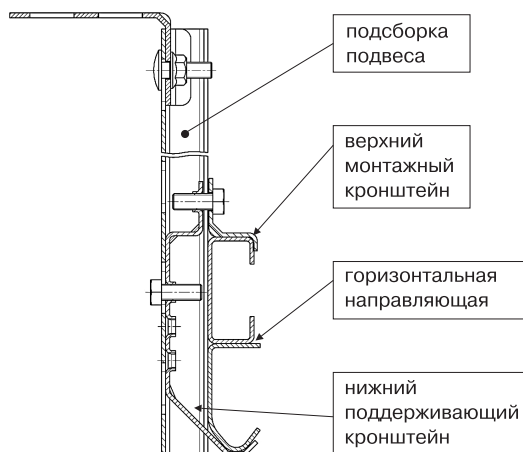 подсборка
подвеса
верхний
монтажный
кронштейн
горизонтальная
направляющая
нижний
поддерживающий
кронштейн